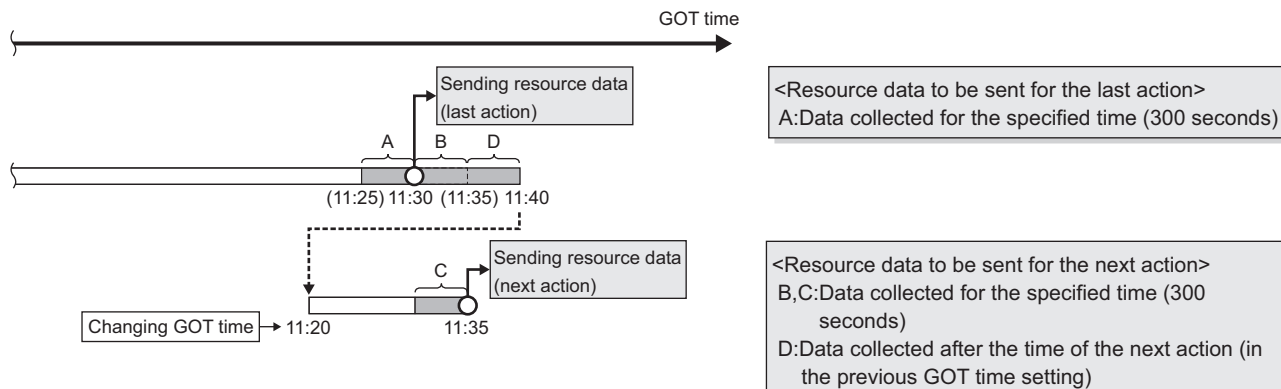 GOT time
Sending resource data
(last action)
<Resource data to be sent for the last action>
A:Data collected for the specified time (300 seconds)
A
B
D
(11:25)
11:30
(11:35)
11:40
Sending resource data
(next action)
C
Changing GOT time
11:20
11:35
<Resource data to be sent for the next action>
B,C:Data collected for the specified time (300
seconds)
D:Data collected after the time of the next action (in
the previous GOT time setting)